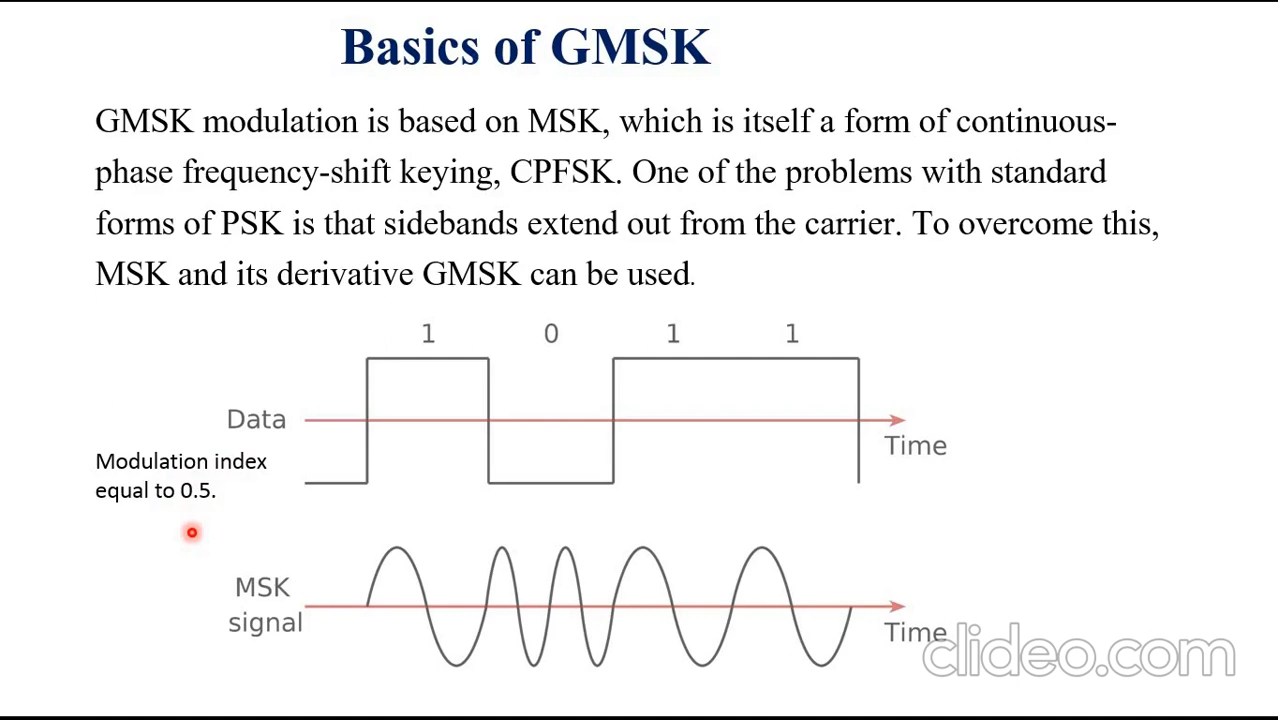 Basics of GMSK
GMSK modulation is based on MSK, which is itself a form of continuous-
phase frequency-shift keying, CPFSK. One of the problems with standard
forms of PSK is that sidebands extend out from the carrier. To overcome this,
MSK and its derivative GMSK can be used.
1 0 1 1
Data
Time
Modulation index
equal to 0.5.
MSK
signal
Time
clideo.com